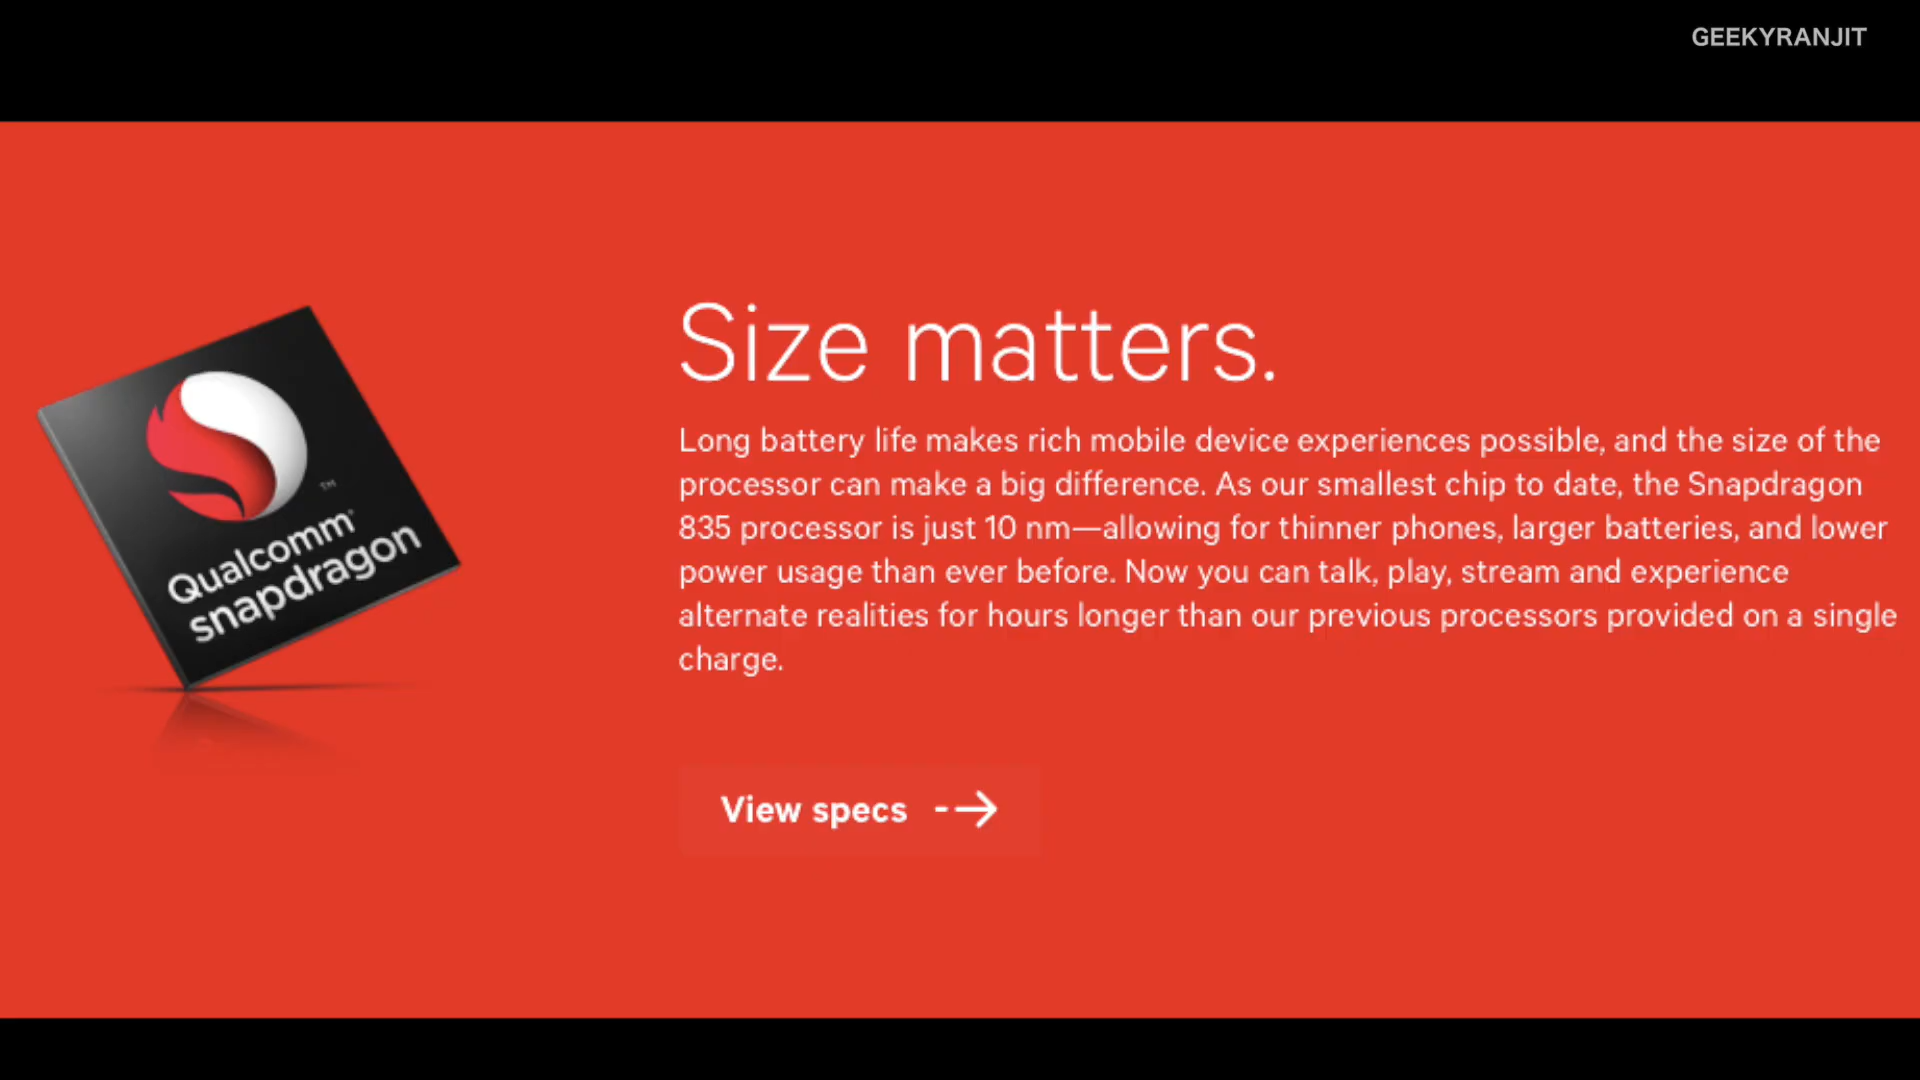 GEEKYRANJIT
Size matters.
Long battery life makes rich mobile device experiences possible, and the size of the
processor can make a big difference. As our smallest chip to date, the Snapdragon
835 processor is just 10 nm—allowing for thinner phones, larger batteries, and lower
power usage than ever before. Now you can talk, play, stream and experience
alternate realities for hours longer than our previous processors provided on a single
charge.
TM
Qualcomm
snapdragon
View specs